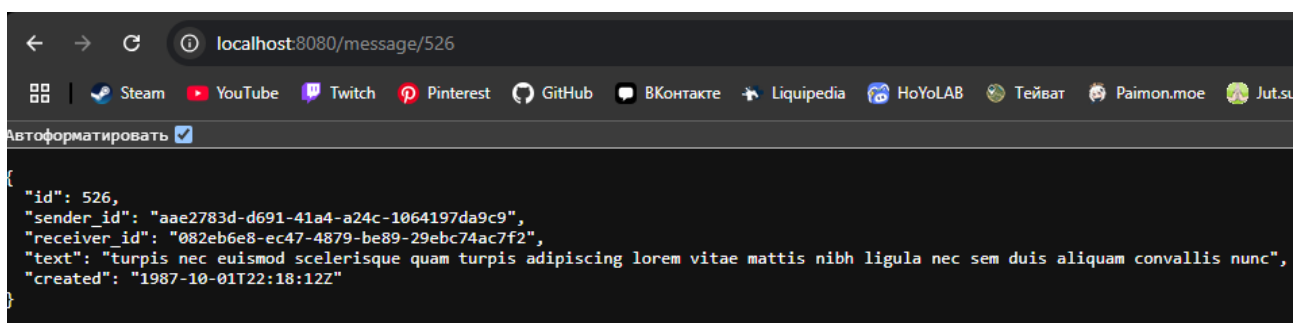 localhost:8080/message/526
Steam YouTube Twitch Pinterest GitHub ВКонтакте Liquipedia HoYoLAB Тейват Paimon.moe Jut.su
Автоформатировать
{
"id": 526,
"sender_id": "aae2783d-d691-41a4-a24c-1064197da9c9",
"receiver_id": "082eb6e8-ec47-4879-be89-29ebc74ac7f2",
"text": "turpis nec euismod scelerisque quam turpis adipiscing lorem vitae mattis nibh ligula nec sem duis aliquam convallis nunc",
"created": "1987-10-01T22:18:12Z"
}